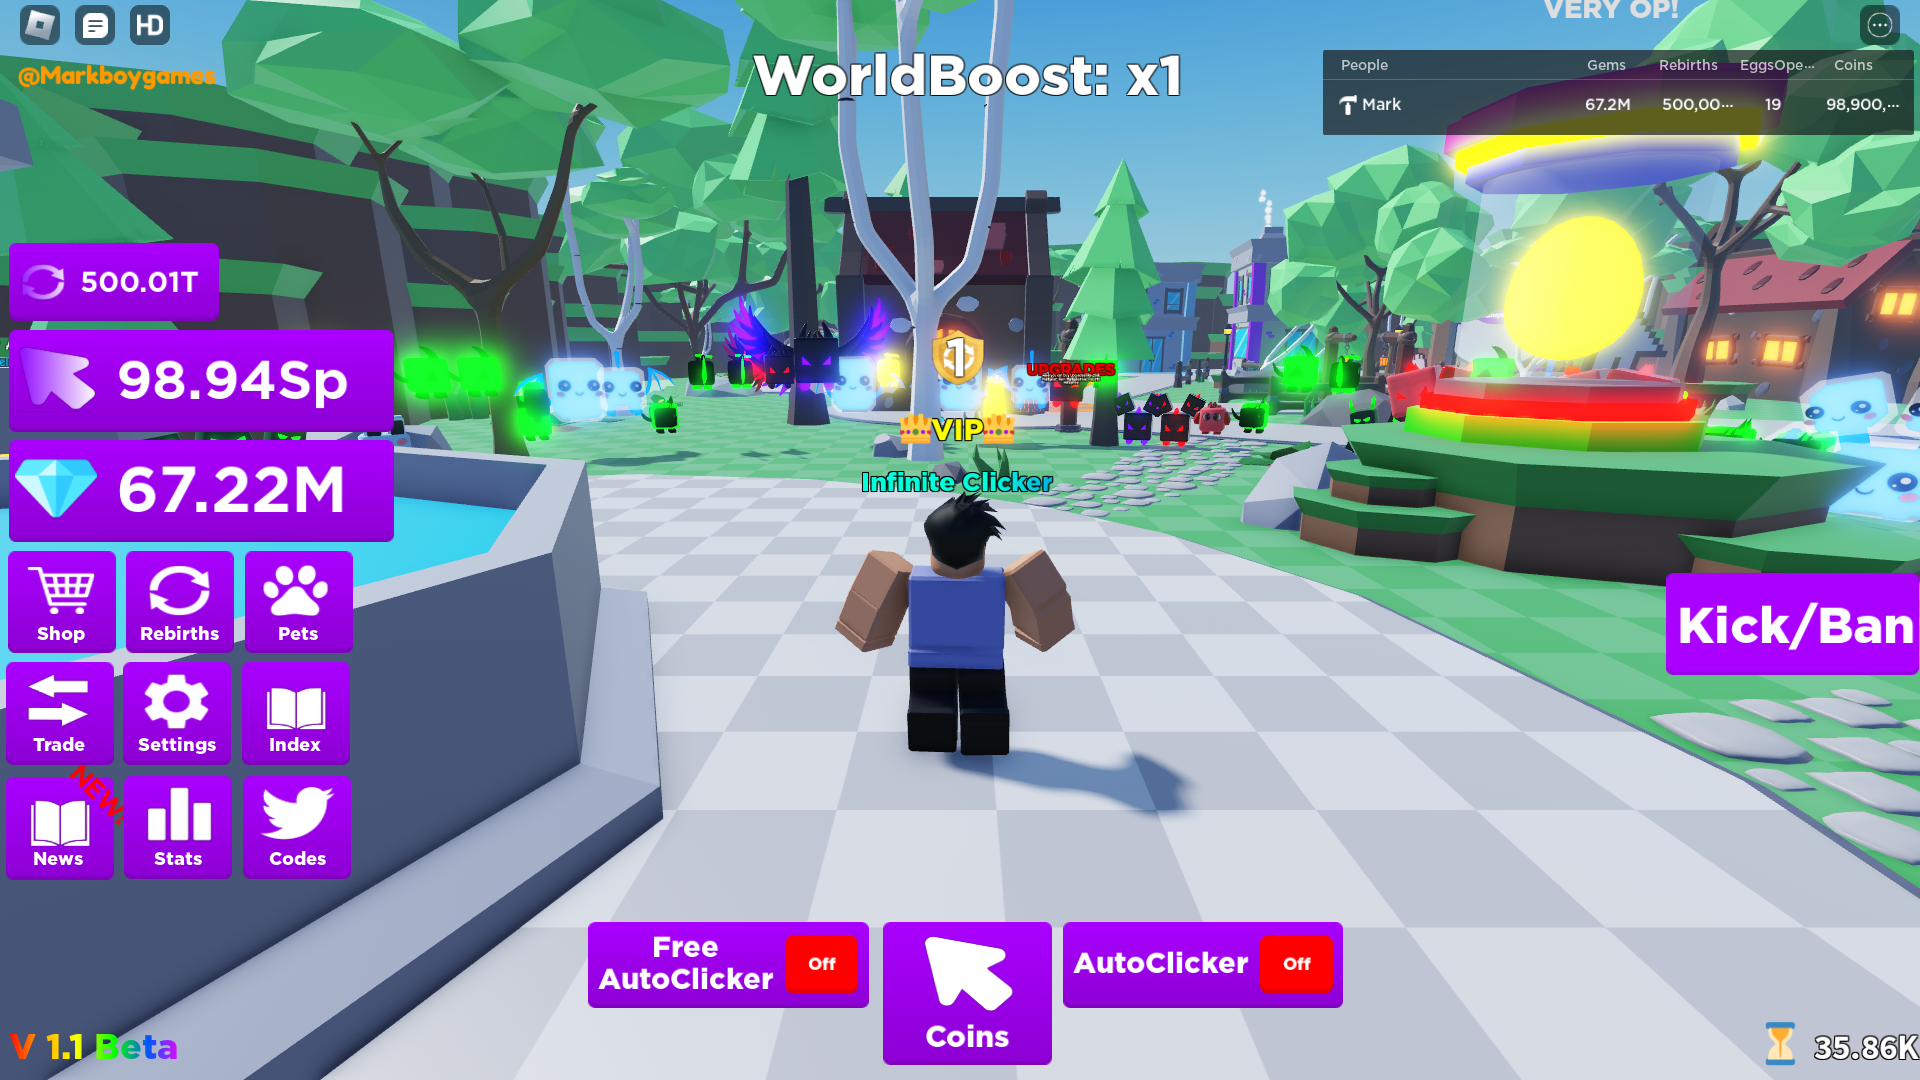 HD
VERY OP!
@Markboygames
WorldBoost: x1
People Gems Rebirths EggsOpe... Coins
Mark 67.2M 500,00... 19 98,900,...
500.01T
98.94Sp
67.22M
1
UPGRADES
VIP
Infinite Clicker
Shop
Rebirths
Pets
Kick/Ban
Trade
Settings
Index
NEW!
News
Stats
Codes
Free
AutoClicker
Off
Coins
AutoClicker
Off
V 1.1 Beta
35.86K